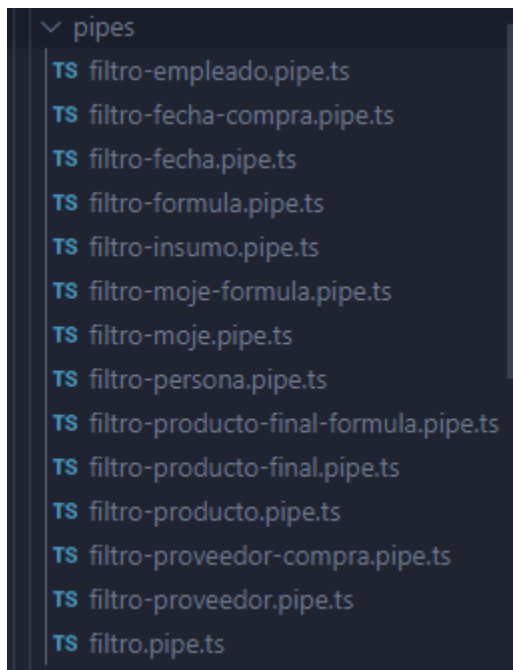 pipes
TS filtro-empleado.pipe.ts
TS filtro-fecha-compra.pipe.ts
TS filtro-fecha.pipe.ts
TS filtro-formula.pipe.ts
TS filtro-insumo.pipe.ts
TS filtro-moje-formula.pipe.ts
TS filtro-moje.pipe.ts
TS filtro-persona.pipe.ts
TS filtro-producto-final-formula.pipe.ts
TS filtro-producto-final.pipe.ts
TS filtro-producto.pipe.ts
TS filtro-proveedor-compra.pipe.ts
TS filtro-proveedor.pipe.ts
TS filtro.pipe.ts